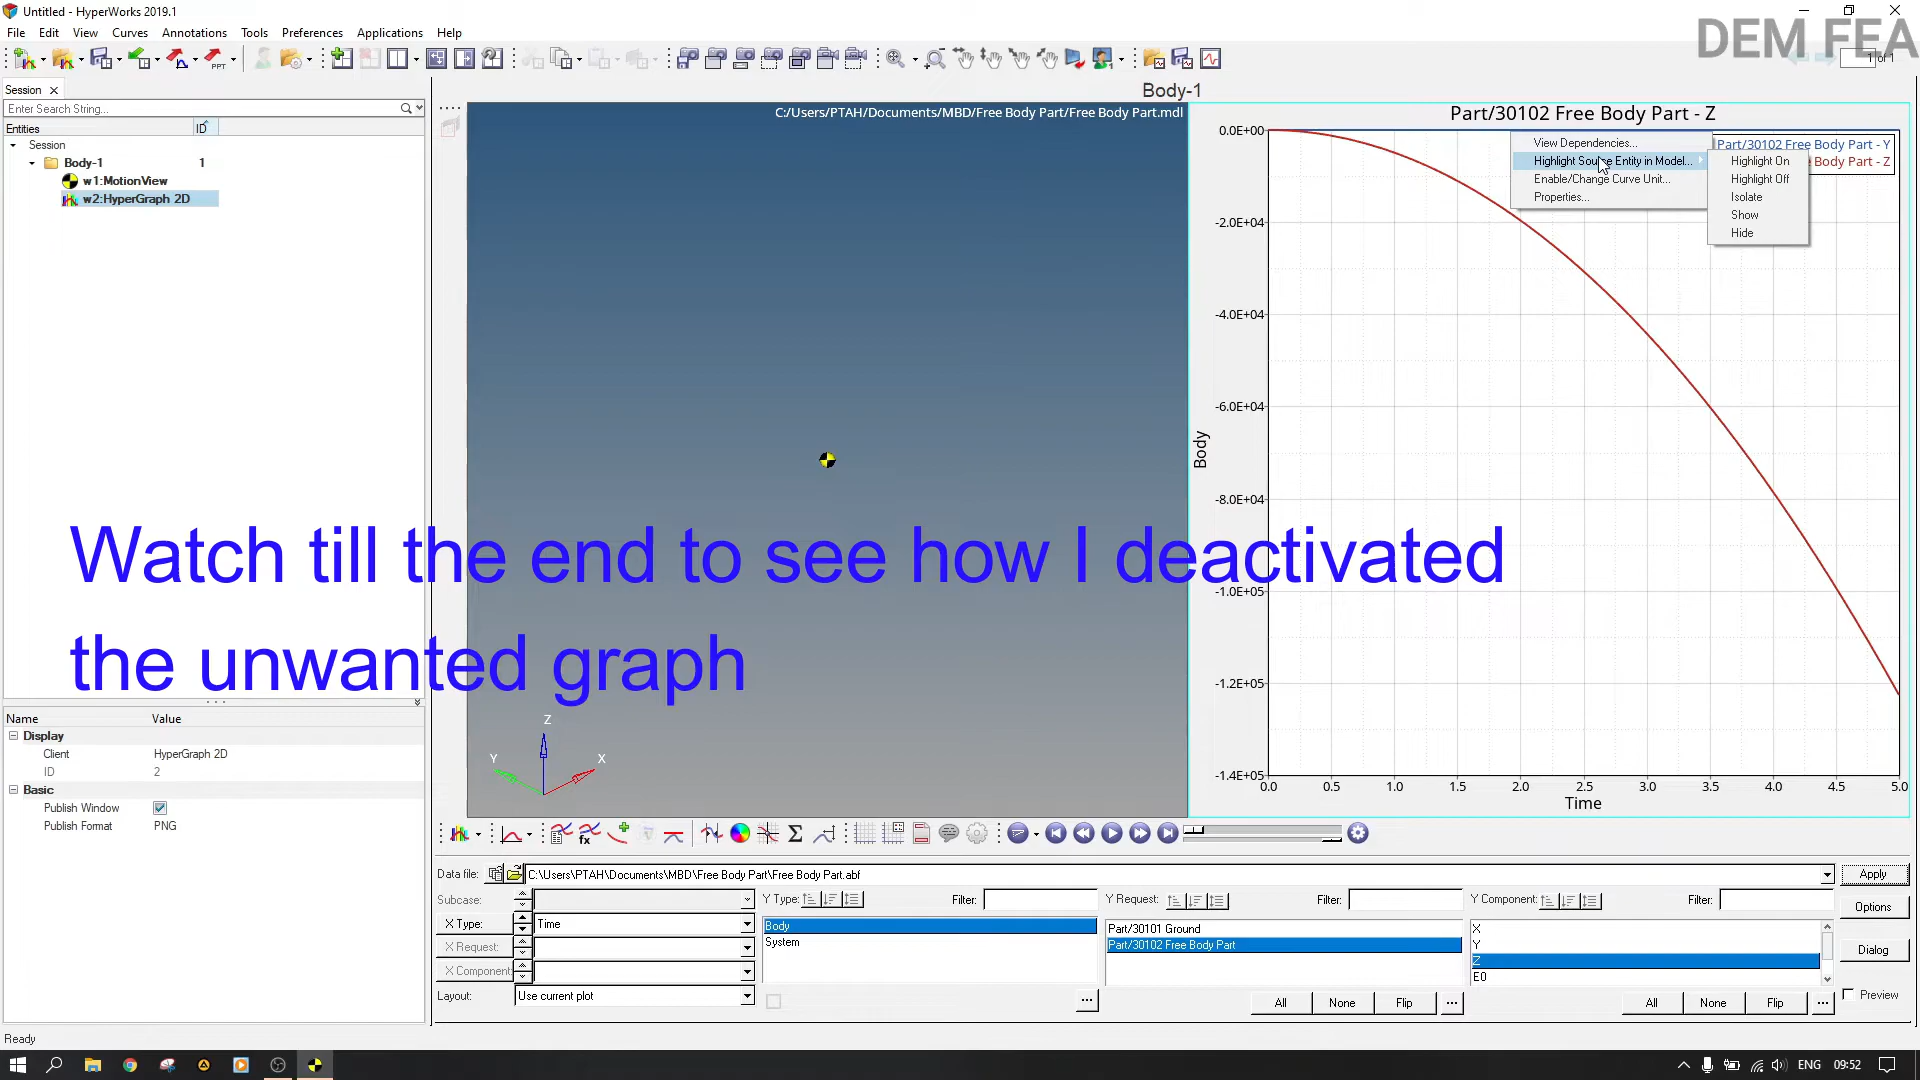 Untitled - HyperWorks 2019.1
File Edit View Curves Annotations Tools Preferences Applications Help
DEM FEA
1 of 1
Session
Enter Search String...
Entities ID
Session
Body-1 1
w1:MotionView
w2:HyperGraph 2D
Body-1
C:/Users/PTAH/Documents/MBD/Free Body Part/Free Body Part.mdl
Part/30102 Free Body Part - Z
Part/30102 Free Body Part - Y
Body Part - Z
View Dependencies...
Highlight Source Entity in Model...
Enable/Change Curve Unit...
Properties...
Highlight On
Highlight Off
Isolate
Show
Hide
0.0E+00
-2.0E+04
-4.0E+04
-6.0E+04
-8.0E+04
-1.0E+05
-1.2E+05
-1.4E+05
Body
0.0 0.5 1.0 1.5 2.0 2.5 3.0 3.5 4.0 4.5 5.0
Time
Watch till the end to see how I deactivated
the unwanted graph
Z
Y X
Name Value
Display
Client HyperGraph 2D
ID 2
Basic
Publish Window
Publish Format PNG
Data file: C:\Users\PTAH\Documents\MBD\Free Body Part\Free Body Part.abf Apply
Subcase: Y Type: Filter: Y Request: Filter: Y Component: Filter:
Options
X Type: Time
X Request:
X Component:
Layout: Use current plot
Body
System
Part/30101 Ground
Part/30102 Free Body Part
X
Y
Z
E0
Dialog
Preview
... All None Flip ... All None Flip ...
Ready
ENG 09:52